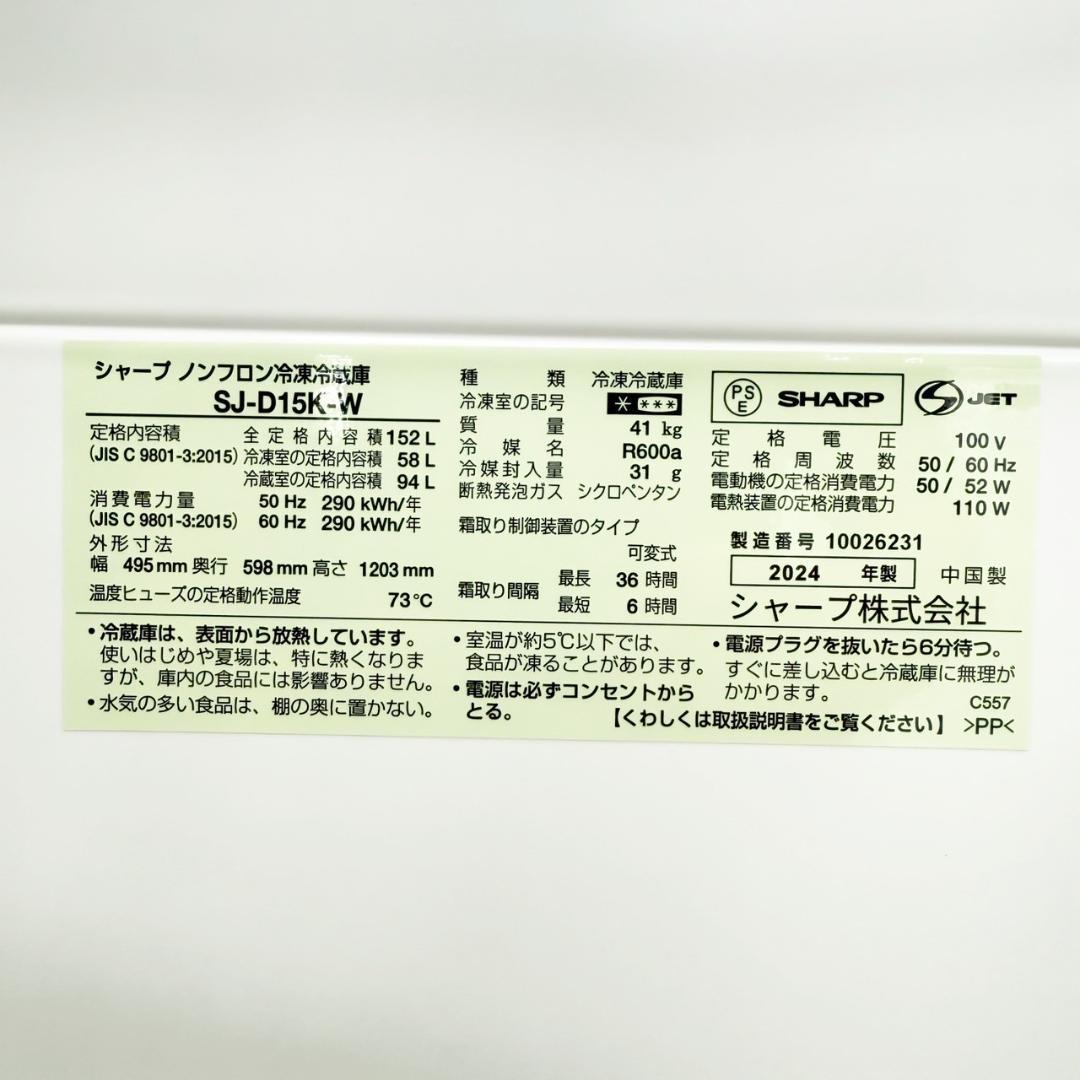 シャープ ノンフロン冷凍冷蔵庫
SJ-D15K-W
定格内容積 全定格内容積 152 L
(JIS C 9801-3:2015) 冷凍室の定格内容積 58 L
冷蔵室の定格内容積 94 L
消費電力量 50 Hz 290 kWh/年
(JIS C 9801-3:2015) 60 Hz 290 kWh/年
外形寸法
幅 495 mm 奥行 598 mm 高さ 1203 mm
温度ヒューズの定格動作温度 73℃
種類 冷凍冷蔵庫
冷凍室の記号 * ***
質量 41 kg
冷媒名 R600a
冷媒封入量 31 g
断熱発泡ガス シクロペンタン
霜取り制御装置のタイプ
可変式
霜取り間隔 最長 36 時間
最短 6 時間
PS E SHARP S JET
定格電圧 100 V
定格周波数 50 / 60 Hz
電動機の定格消費電力 50 / 52 W
電熱装置の定格消費電力 110 W
製造番号 10026231
2024 年製 中国製
シャープ株式会社
・冷蔵庫は、表面から放熱しています。
使いはじめや夏場は、特に熱くなりま
すが、庫内の食品には影響ありません。
・水気の多い食品は、棚の奥に置かない。
・室温が約5℃以下では、
食品が凍ることがあります。
・電源は必ずコンセントから
とる。
・電源プラグを抜いたら6分待つ。
すぐに差し込むと冷蔵庫に無理が
かかります。
C557
【くわしくは取扱説明書をご覧ください】 >PP<